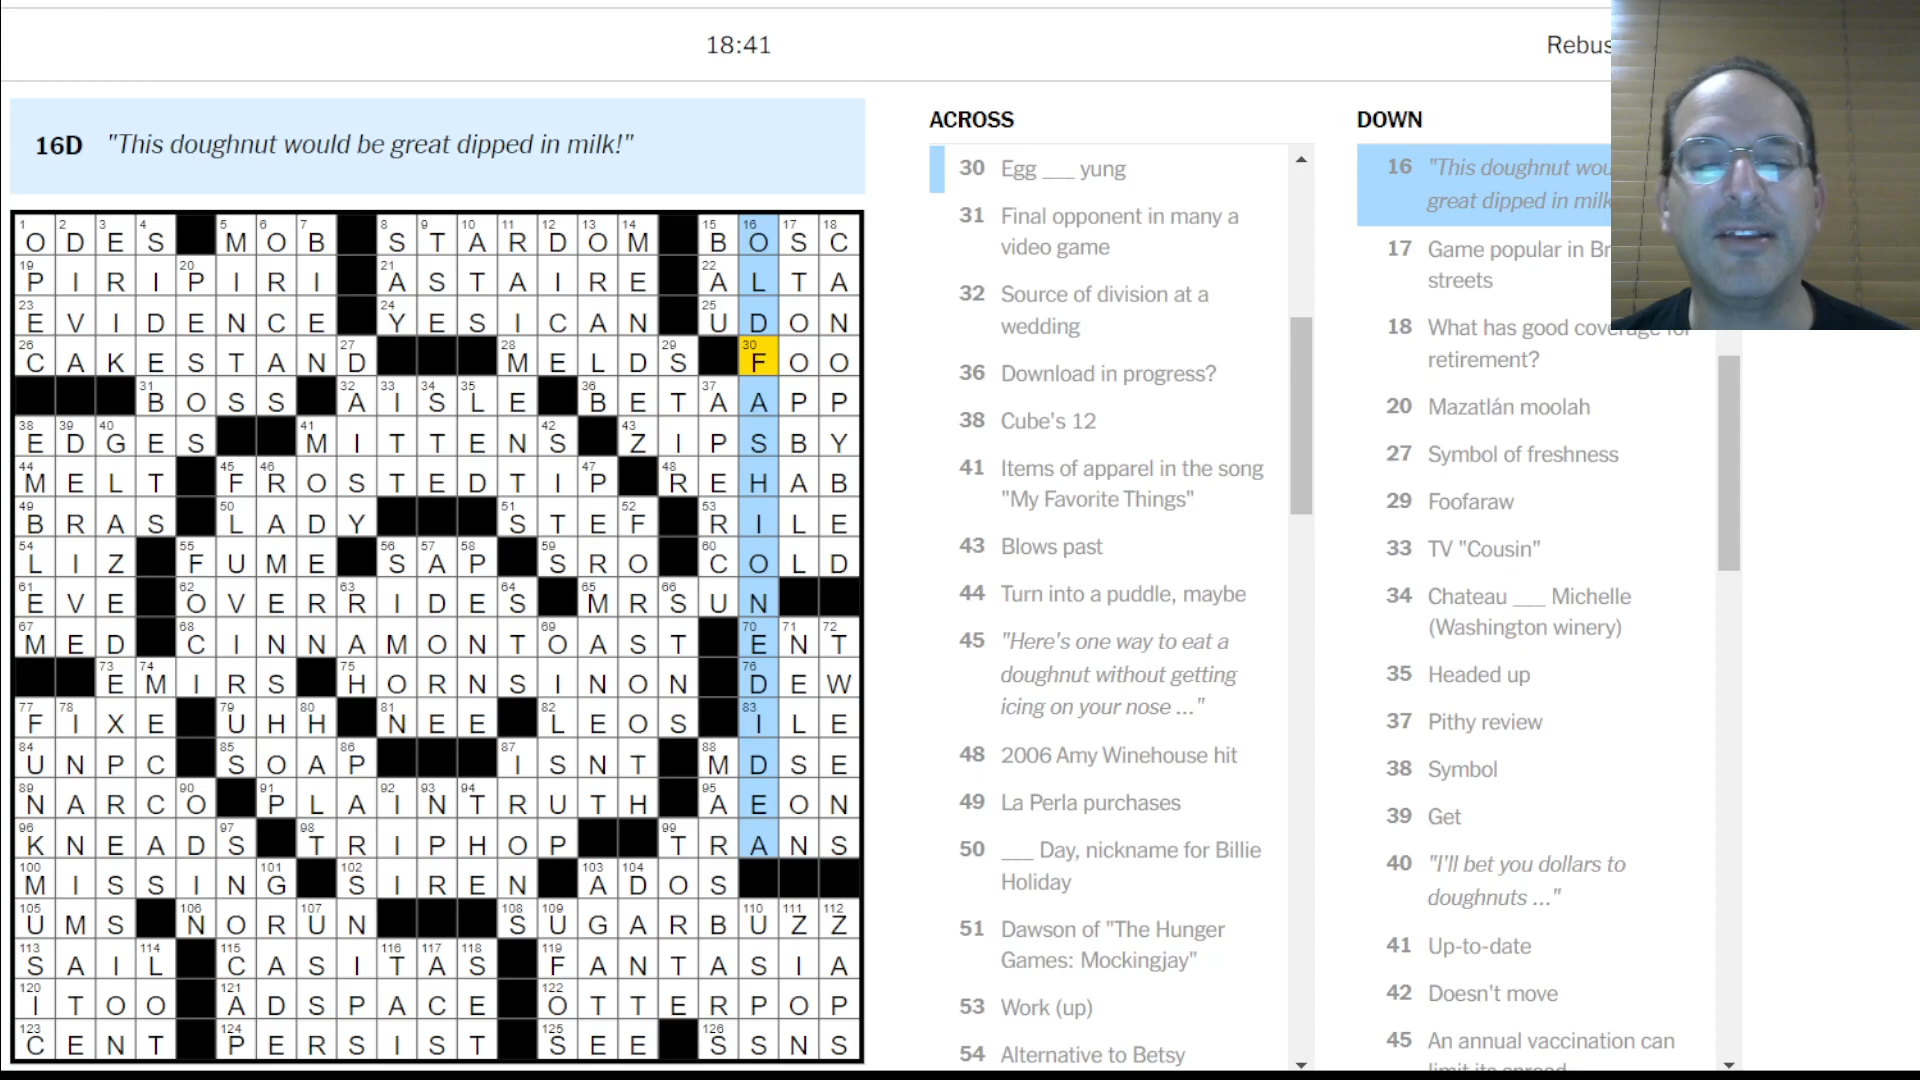 18:41
Rebus
16D "This doughnut would be great dipped in milk!"
ODES MOB STARDOM BOSC
PIRIPIRI ASTAIRE ALTA
EVIDENCE YESICAN UDON
CAKESTAND MELDS FOO
BOSS AISLE BETAAPP
EDGES MITTENS ZIPSBY
MELT FROSTEDTIP REHAB
BRAS LADY STEF RILE
LIZ FUME SAP SRO COLD
EVE OVERRIDES MRSUN
MED CINNAMONTOAST ENT
EMIRS HORNSINON DEW
FIXE UHH NEE LEOS ILE
UNPC SOAP ISNT MDSE
NARCO PLAINTRUTH AEON
KNEADS TRIPHOP TRANS
MISSING SIREN ADOS
UMS NORUN SUGARBUZZ
SAIL CASITAS FANTASIA
ITOO ADSPACE OTTERPOP
CENT PERSIST SEE SSNS
ACROSS
30 Egg ___ yung
31 Final opponent in many a
video game
32 Source of division at a
wedding
36 Download in progress?
38 Cube's 12
41 Items of apparel in the song
"My Favorite Things"
43 Blows past
44 Turn into a puddle, maybe
45 "Here's one way to eat a
doughnut without getting
icing on your nose ..."
48 2006 Amy Winehouse hit
49 La Perla purchases
50 ___ Day, nickname for Billie
Holiday
51 Dawson of "The Hunger
Games: Mockingjay"
53 Work (up)
54 Alternative to Betsy
DOWN
16 "This doughnut wou
great dipped in milk
17 Game popular in Br
streets
18 What has good coverage for
retirement?
20 Mazatlán moolah
27 Symbol of freshness
29 Foofaraw
33 TV "Cousin"
34 Chateau ___ Michelle
(Washington winery)
35 Headed up
37 Pithy review
38 Symbol
39 Get
40 "I'll bet you dollars to
doughnuts ..."
41 Up-to-date
42 Doesn't move
45 An annual vaccination can
limit its spread